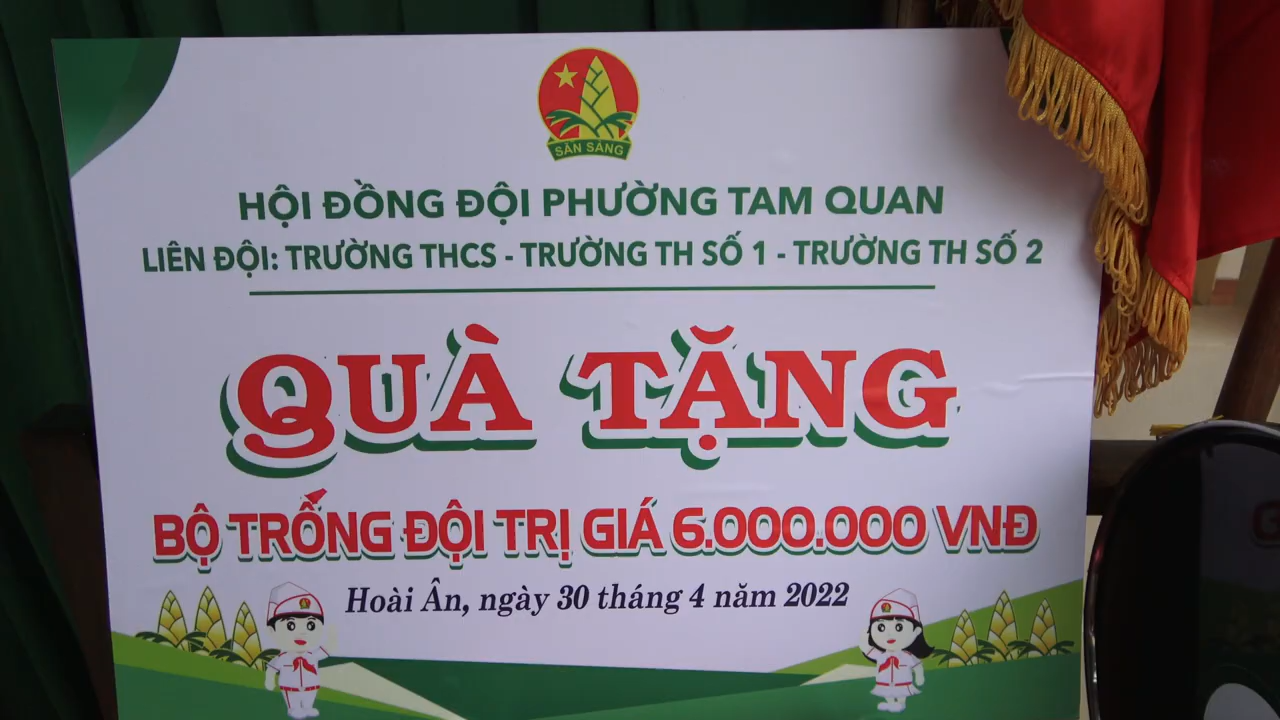 SẴN SÀNG
HỘI ĐỒNG ĐỘI PHƯỜNG TAM QUAN
LIÊN ĐỘI: TRƯỜNG THCS - TRƯỜNG TH SỐ 1 - TRƯỜNG TH SỐ 2
QUÀ TẶNG
BỘ TRỐNG ĐỘI TRỊ GIÁ 6.000.000 VNĐ
Hoài Ân, ngày 30 tháng 4 năm 2022